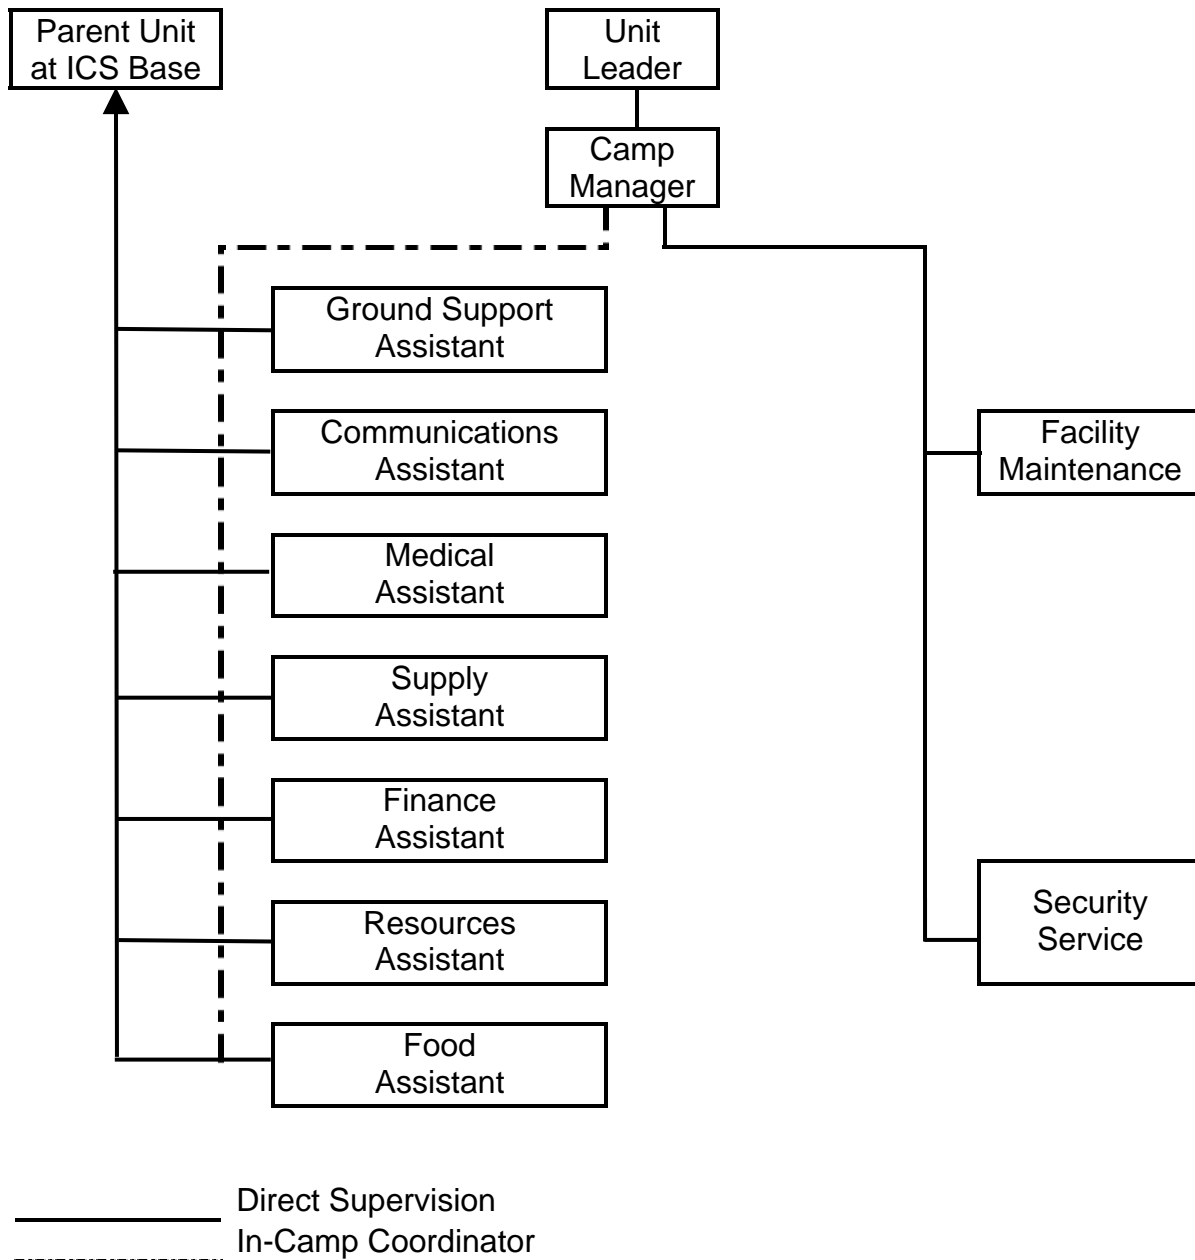 Parent Unit
at ICS Base
Unit
Leader
Camp
Manager
Ground Support
Assistant
Communications
Assistant
Medical
Assistant
Supply
Assistant
Finance
Assistant
Resources
Assistant
Food
Assistant
Facility
Maintenance
Security
Service
Direct Supervision
In-Camp Coordinator